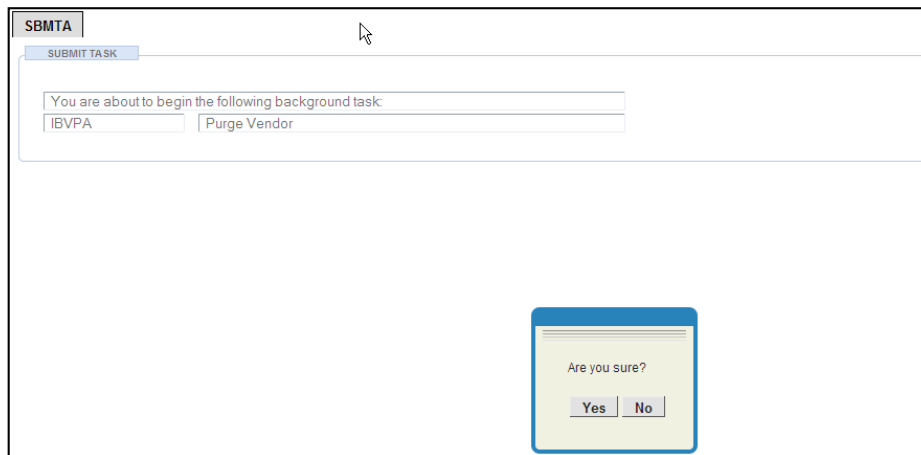 SBMTA
SUBMIT TASK
You are about to begin the following background task:
IBVPA Purge Vendor
Are you sure?
Yes No